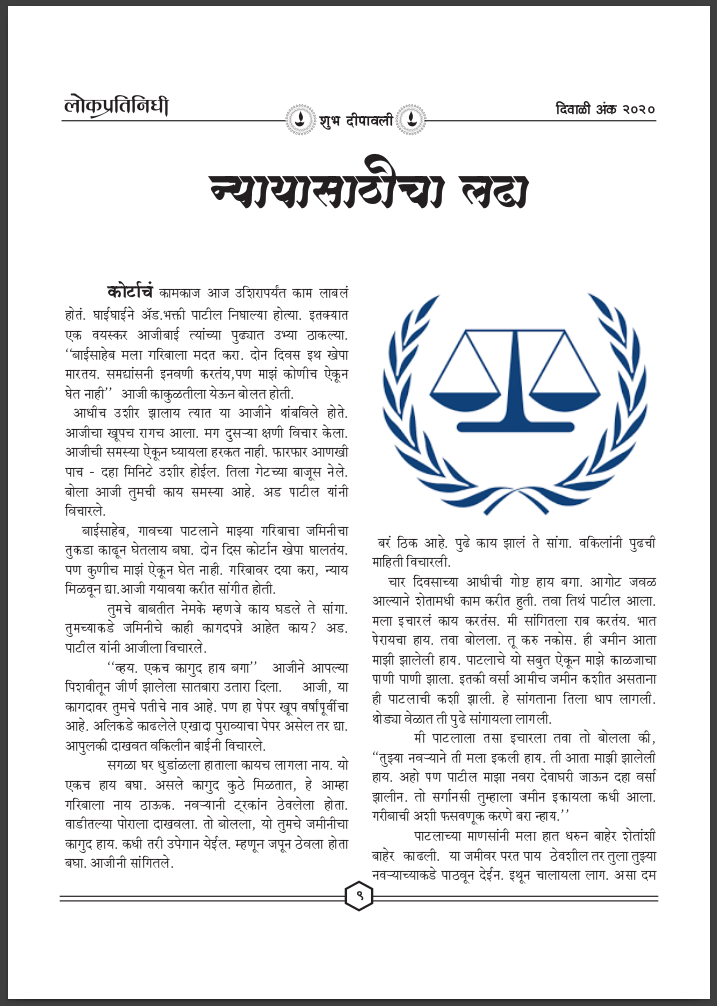 लोकप्रतिनिधी
शुभ दीपावली
दिवाळी अंक २०२०
न्यायासाठीचा लढा
कोर्टाचं कामकाज आज उशिरापर्यंत काम लाबलं
होतं. घाईघाईने ॲड.भक्ती पाटील निघाल्या होत्या. इतक्यात
एक वयस्कर आजीबाई त्यांच्या पुढ्यात उभ्या ठाकल्या.
‘‘बाईसाहेब मला गरिबाला मदत करा. दोन दिवस इथ खेपा
मारतय. समद्यांसनी इनवणी करतंय,पण माझं कोणीच ऐकून
घेत नाही’’ आजी काकुळतीला येऊन बोलत होती.
आधीच उशीर झालाय त्यात या आजीने थांबविले होते.
आजीचा खूपच रागच आला. मग दुसऱ्या क्षणी विचार केला.
आजीची समस्या ऐकून घ्यायला हरकत नाही. फारफार आणखी
पाच - दहा मिनिटे उशीर होईल. तिला गेटच्या बाजूस नेले.
बोला आजी तुमची काय समस्या आहे. अड पाटील यांनी
विचारले.
बाईसाहेब, गावच्या पाटलाने माझ्या गरिबाचा जमिनीचा
तुकडा काढून घेतलाय बघा. दोन दिस कोर्टान खेपा घालतंय.
पण कुणीच माझं ऐकून घेत नाही. गरिबावर दया करा, न्याय
मिळवून द्या.आजी गयावया करीत सांगीत होती.
तुमचे बाबतीत नेमके म्हणजे काय घडले ते सांगा.
तुमच्याकडे जमिनीचे काही कागदपत्रे आहेत काय? अड.
पाटील यांनी आजीला विचारले.
‘‘व्हय. एकच कागुद हाय बगा’’ आजीने आपल्या
पिशवीतून जीर्ण झालेला सातबारा उतारा दिला. आजी, या
कागदावर तुमचे पतीचे नाव आहे. पण हा पेपर खूप वर्षांपूर्वीचा
आहे. अलिकडे काढलेले एखादा पुराव्याचा पेपर असेल तर द्या.
आपुलकी दाखवत वकिलीन बाईनी विचारले.
सगळा घर धुडांळला हाताला कायच लागला नाय. यो
एकच हाय बघा. असले कागुद कुठे मिळतात, हे आम्हा
गरिबाला नाय ठाऊक. नवऱ्यानी ट्रकांन ठेवलेला होता.
वाडीतल्या पोराला दाखवला. तो बोलला, यो तुमचे जमीनीचा
कागुद हाय. कधी तरी उपेगान येईल. म्हणून जपून ठेवला होता
बघा. आजीनी सांगितले.
बरं ठिक आहे. पुढे काय झालं ते सांगा. वकिलांनी पुढची
माहिती विचारली.
चार दिवसाच्या आधीची गोष्ट हाय बगा. आगोट जवळ
आल्याने शेतामधी काम करीत हुती. तवा तिथं पाटील आला.
मला इचारलं काय करतंस. मी सांगितला राब करतंय. भात
पेरायचा हाय. तवा बोलला. तू करु नकोस. ही जमीन आता
माझी झालेली हाय. पाटलाचे यो सबुत ऐकून माझे काळजाचा
पाणी पाणी झाला. इतकी वर्सा आमीच जमीन कशीत असताना
ही पाटलाची कशी झाली. हे सांगताना तिला धाप लागली.
थोड्या वेळात ती पुढे सांगायला लागली.
मी पाटलाला तसा इचारला तवा तो बोलला की,
‘‘तुझ्या नवऱ्याने ती मला इकली हाय. ती आता माझी झालेली
हाय. अहो पण पाटील माझा नवरा देवाघरी जाऊन दहा वर्सा
झालीन. तो सर्गानसी तुम्हाला जमीन इकायला कधी आला.
गरीबाची अशी फसवणूक करणे बरा न्हाय.’’
पाटलाच्या माणसांनी मला हात धरुन बाहेर शेतांशी
बाहेर काढली. या जमीवर परत पाय ठेवशील तर तुला तुझ्या
नवऱ्याच्याकडे पाठवून देईन. इथून चालायला लाग. असा दम
९